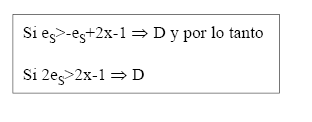 Si eₛ>-eₛ+2x-1 ⇒ D y por lo tanto
Si 2eₛ>2x-1 ⇒ D